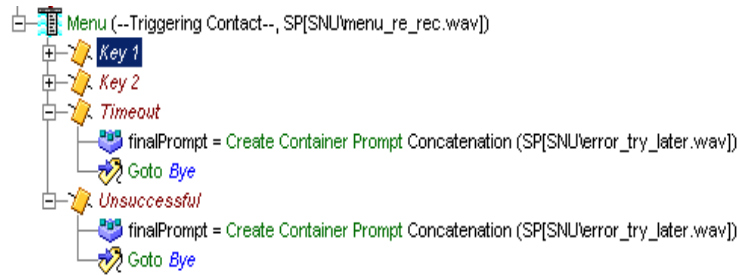 Menu (--Triggering Contact--, SP[SNU\menu_re_rec.wav])
Key 1
Key 2
Timeout
finalPrompt = Create Container Prompt Concatenation (SP[SNU\error_try_later.wav])
Goto Bye
Unsuccessful
finalPrompt = Create Container Prompt Concatenation (SP[SNU\error_try_later.wav])
Goto Bye